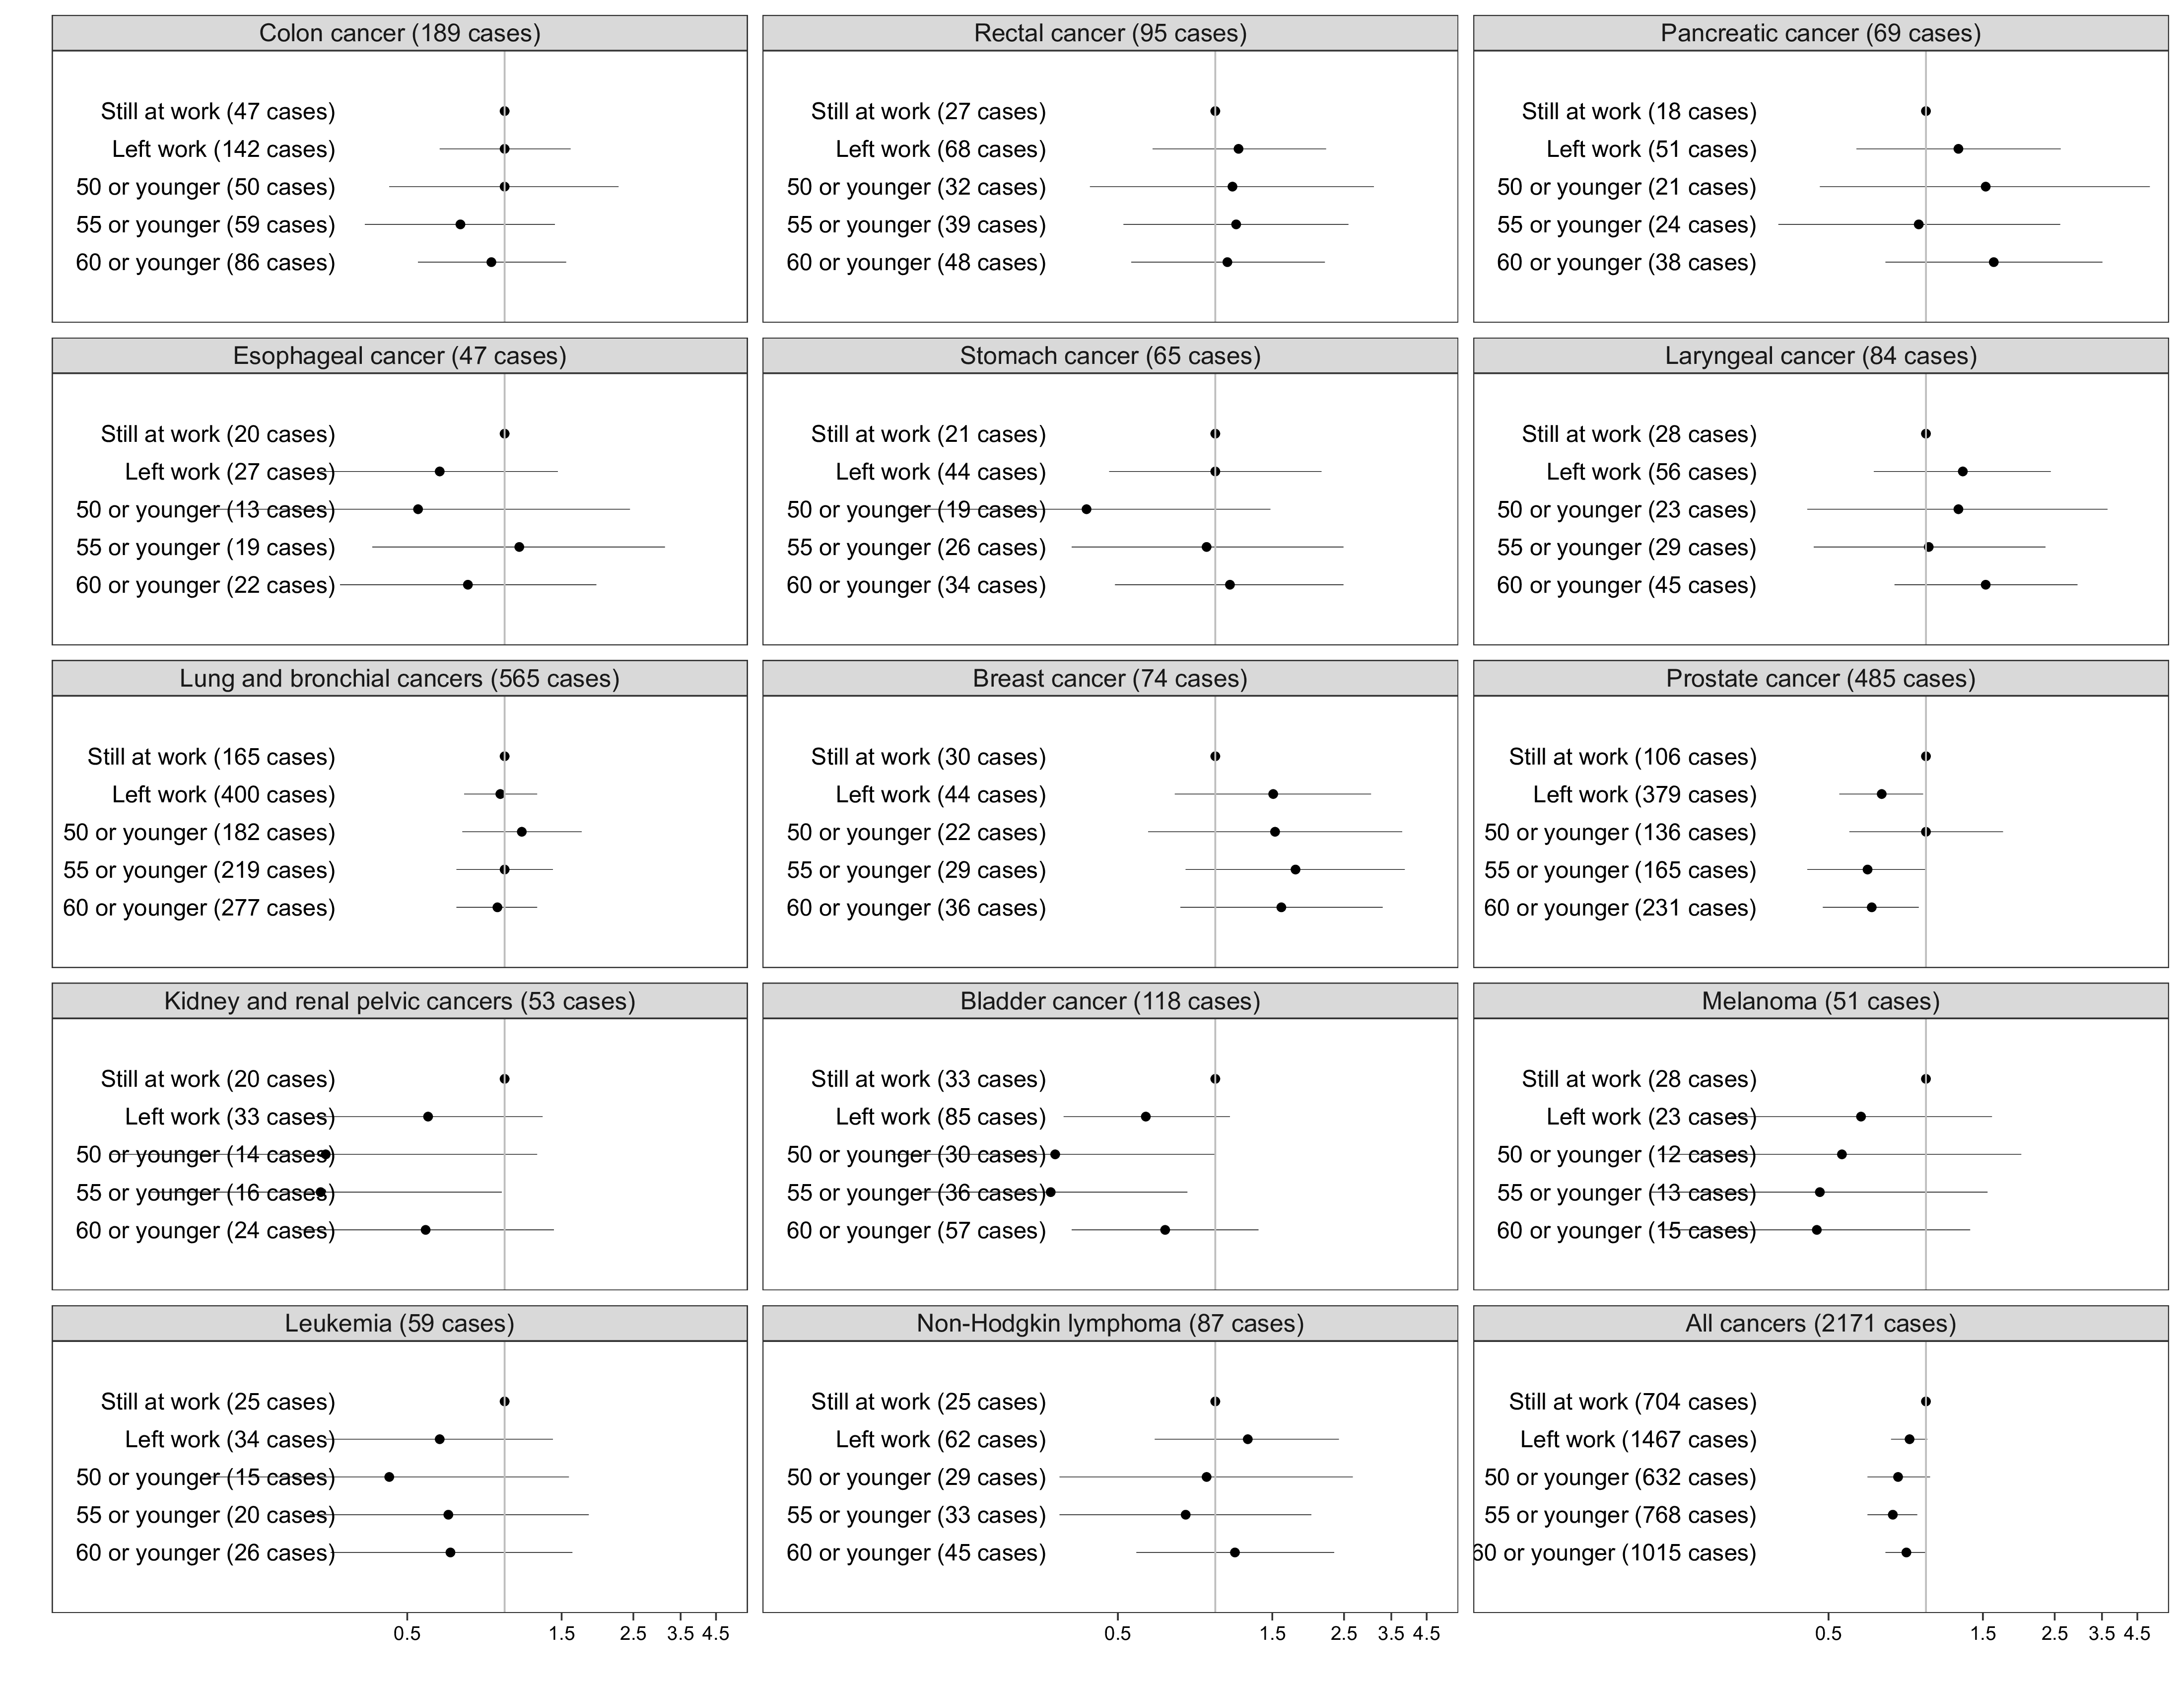 Colon cancer (189 cases)
Still at work (47 cases)
Left work (142 cases)
50 or younger (50 cases)
55 or younger (59 cases)
60 or younger (86 cases)
Rectal cancer (95 cases)
Still at work (27 cases)
Left work (68 cases)
50 or younger (32 cases)
55 or younger (39 cases)
60 or younger (48 cases)
Pancreatic cancer (69 cases)
Still at work (18 cases)
Left work (51 cases)
50 or younger (21 cases)
55 or younger (24 cases)
60 or younger (38 cases)
Esophageal cancer (47 cases)
Still at work (20 cases)
Left work (27 cases)
50 or younger (13 cases)
55 or younger (19 cases)
60 or younger (22 cases)
Stomach cancer (65 cases)
Still at work (21 cases)
Left work (44 cases)
50 or younger (19 cases)
55 or younger (26 cases)
60 or younger (34 cases)
Laryngeal cancer (84 cases)
Still at work (28 cases)
Left work (56 cases)
50 or younger (23 cases)
55 or younger (29 cases)
60 or younger (45 cases)
Lung and bronchial cancers (565 cases)
Still at work (165 cases)
Left work (400 cases)
50 or younger (182 cases)
55 or younger (219 cases)
60 or younger (277 cases)
Breast cancer (74 cases)
Still at work (30 cases)
Left work (44 cases)
50 or younger (22 cases)
55 or younger (29 cases)
60 or younger (36 cases)
Prostate cancer (485 cases)
Still at work (106 cases)
Left work (379 cases)
50 or younger (136 cases)
55 or younger (165 cases)
60 or younger (231 cases)
Kidney and renal pelvic cancers (53 cases)
Still at work (20 cases)
Left work (33 cases)
50 or younger (14 cases)
55 or younger (16 cases)
60 or younger (24 cases)
Bladder cancer (118 cases)
Still at work (33 cases)
Left work (85 cases)
50 or younger (30 cases)
55 or younger (36 cases)
60 or younger (57 cases)
Melanoma (51 cases)
Still at work (28 cases)
Left work (23 cases)
50 or younger (12 cases)
55 or younger (13 cases)
60 or younger (15 cases)
Leukemia (59 cases)
Still at work (25 cases)
Left work (34 cases)
50 or younger (15 cases)
55 or younger (20 cases)
60 or younger (26 cases)
0.5 1.5 2.5 3.5 4.5
Non-Hodgkin lymphoma (87 cases)
Still at work (25 cases)
Left work (62 cases)
50 or younger (29 cases)
55 or younger (33 cases)
60 or younger (45 cases)
0.5 1.5 2.5 3.5 4.5
All cancers (2171 cases)
Still at work (704 cases)
Left work (1467 cases)
50 or younger (632 cases)
55 or younger (768 cases)
60 or younger (1015 cases)
0.5 1.5 2.5 3.5 4.5